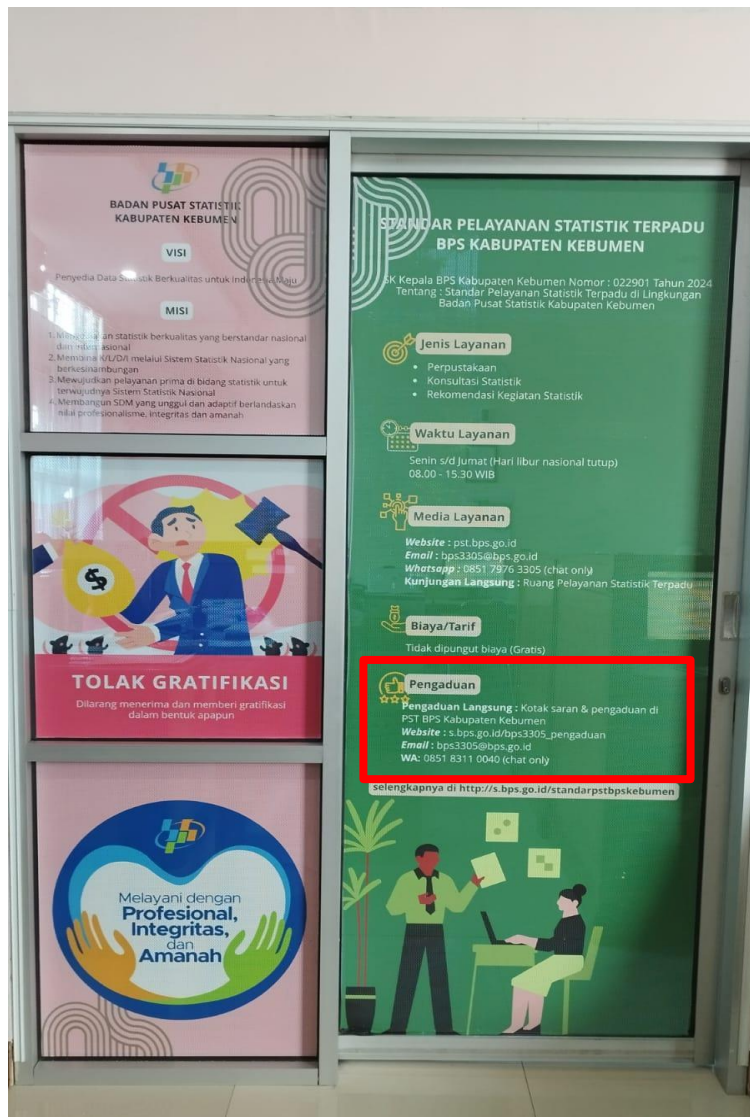 BADAN PUSAT STATISTIK
KABUPATEN KEBUMEN
VISI
Penyedia Data Statistik Berkualitas untuk Indonesia Maju
MISI
1. Menyediakan statistik berkualitas yang berstandar nasional
dan internasional
2. Membina K/L/D/I melalui Sistem Statistik Nasional yang
berkesinambungan
3. Mewujudkan pelayanan prima di bidang statistik untuk
terwujudnya Sistem Statistik Nasional
4. Membangun SDM yang unggul dan adaptif berlandaskan
nilai profesionalisme, integritas dan amanah
$
TOLAK GRATIFIKASI
Dilarang menerima dan memberi gratifikasi
dalam bentuk apapun
Melayani dengan
Profesional,
Integritas,
dan
Amanah
STANDAR PELAYANAN STATISTIK TERPADU
BPS KABUPATEN KEBUMEN
SK Kepala BPS Kabupaten Kebumen Nomor : 022901 Tahun 2024
Tentang : Standar Pelayanan Statistik Terpadu di Lingkungan
Badan Pusat Statistik Kabupaten Kebumen
Jenis Layanan
• Perpustakaan
• Konsultasi Statistik
• Rekomendasi Kegiatan Statistik
Waktu Layanan
Senin s/d Jumat (Hari libur nasional tutup)
08.00 - 15.30 WIB
Media Layanan
Website : pst.bps.go.id
Email : bps3305@bps.go.id
Whatsapp : 0851 7976 3305 (chat only)
Kunjungan Langsung : Ruang Pelayanan Statistik Terpadu
Biaya/Tarif
Tidak dipungut biaya (Gratis)
Pengaduan
Pengaduan Langsung : Kotak saran & pengaduan di
PST BPS Kabupaten Kebumen
Website : s.bps.go.id/bps3305_pengaduan
Email : bps3305@bps.go.id
WA: 0851 8311 0040 (chat only)
selengkapnya di http://s.bps.go.id/standarpstbpskebumen